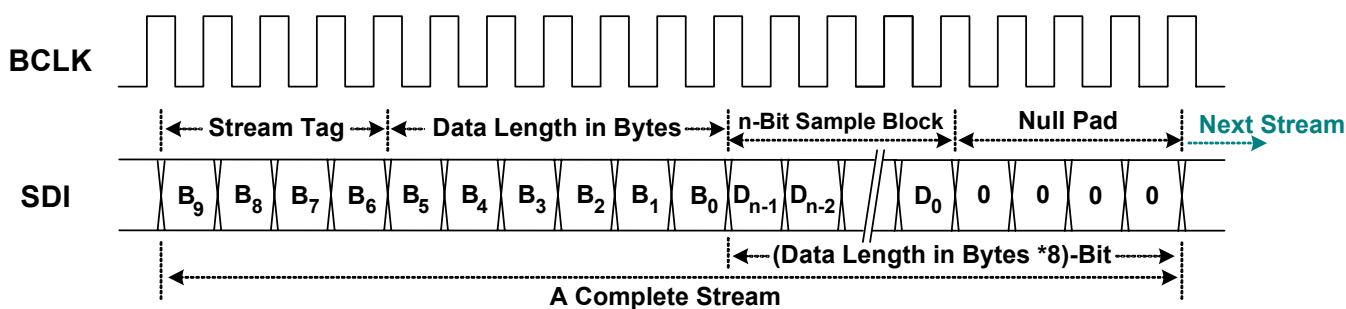 BCLK
Stream Tag
Data Length in Bytes
n-Bit Sample Block
Null Pad
Next Stream
SDI
B9 B8 B7 B6 B5 B4 B3 B2 B1 B0 Dn-1 Dn-2 D0 0 0 0 0
(Data Length in Bytes *8)-Bit
A Complete Stream